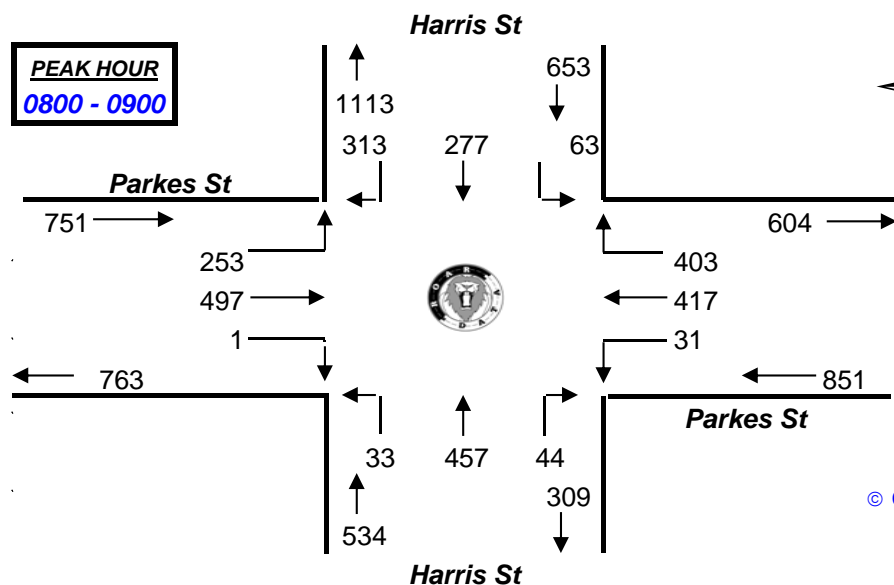 Harris St
PEAK HOUR
0800 - 0900
653
1113
313 277 63
Parkes St
751 604
253 403
497 417
1 31
763 851
Parkes St
33 457 44
309
534
©
Harris St